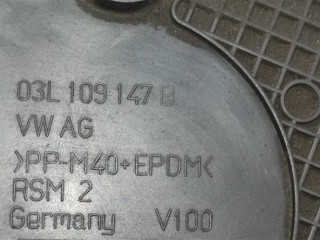 03L 109 147 B
VW AG
>PP-M40+EPDM<
RSM 2
Germany V100